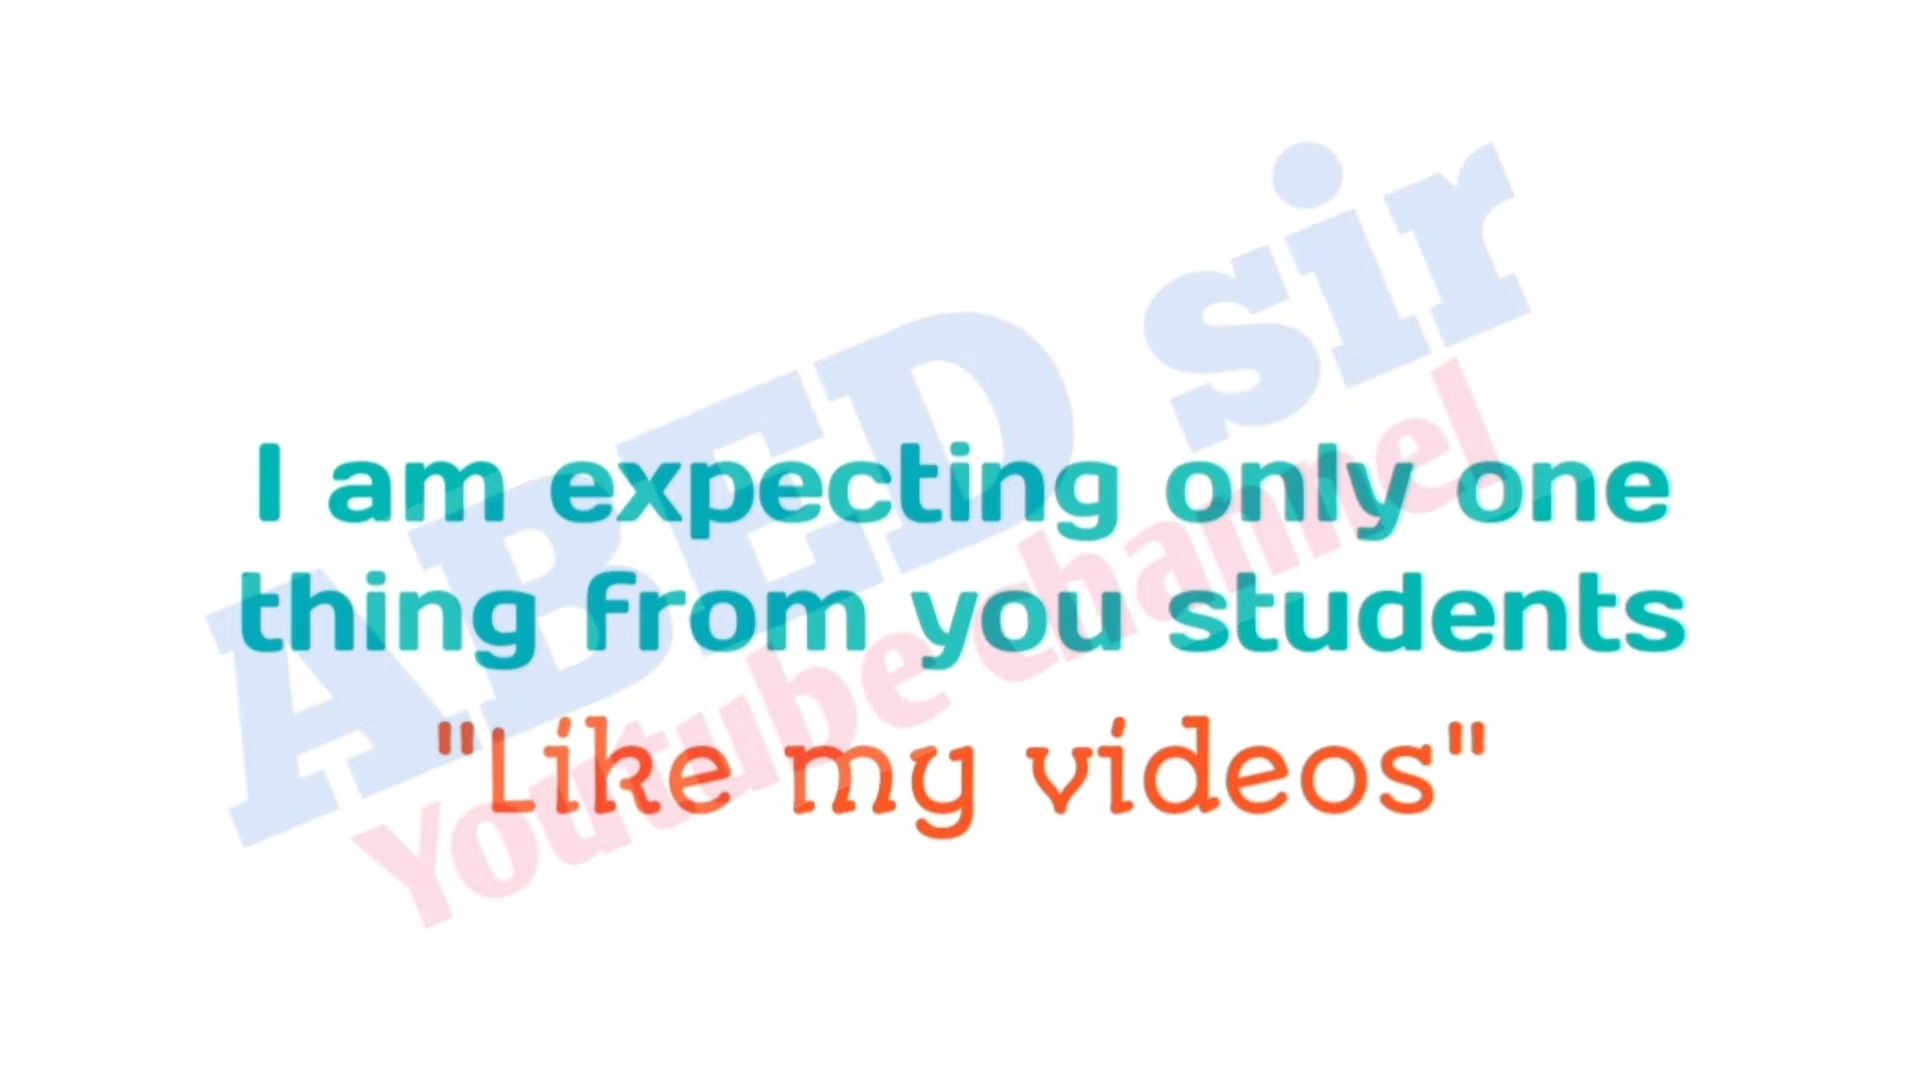 ABED sir
Youtube channel
I am expecting only one
thing from you students
"Like my videos"